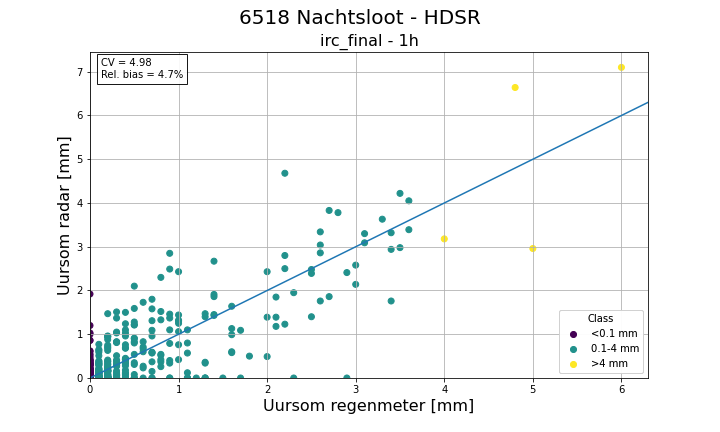 6518 Nachtsloot - HDSR
irc_final - 1h
CV = 4.98
Rel. bias = 4.7%
Uursom radar [mm]
7
6
5
4
3
2
1
0
0 1 2 3 4 5 6
Uursom regenmeter [mm]
Class
<0.1 mm
0.1-4 mm
>4 mm